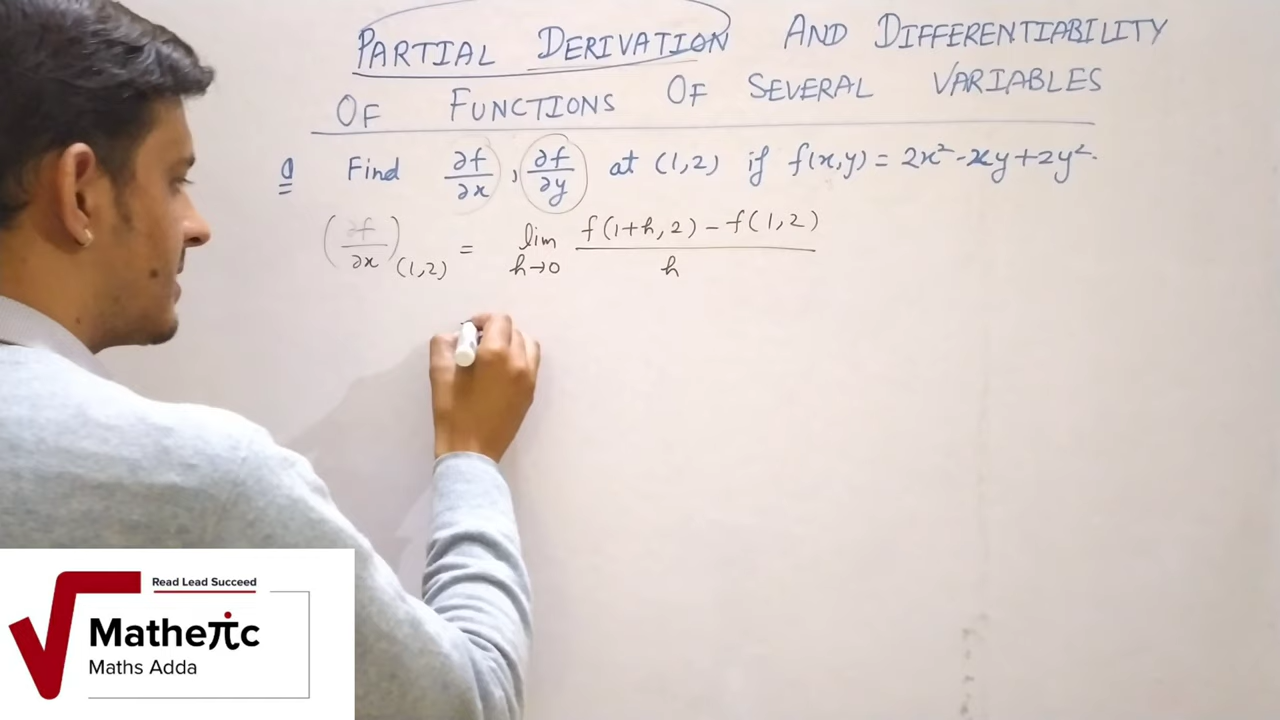 PARTIAL DERIVATION AND DIFFERENTIABILITY
OF FUNCTIONS OF SEVERAL VARIABLES
Q Find ∂f/∂x, ∂f/∂y at (1,2) if f(x,y) = 2x²-xy+2y².
(∂f/∂x)(1,2) = lim h→0 f(1+h,2)-f(1,2)/h
Read Lead Succeed
Matheπc
Maths Adda